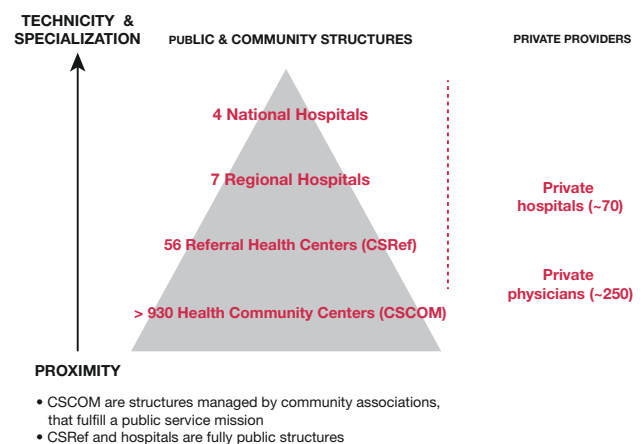 TECHNICITY &
SPECIALIZATION
PUBLIC & COMMUNITY STRUCTURES
PRIVATE PROVIDERS
4 National Hospitals
7 Regional Hospitals
Private
hospitals (~70)
56 Referral Health Centers (CSRef)
Private
physicians (~250)
> 930 Health Community Centers (CSCOM)
PROXIMITY
• CSCOM are structures managed by community associations,
that fulfill a public service mission
• CSRef and hospitals are fully public structures